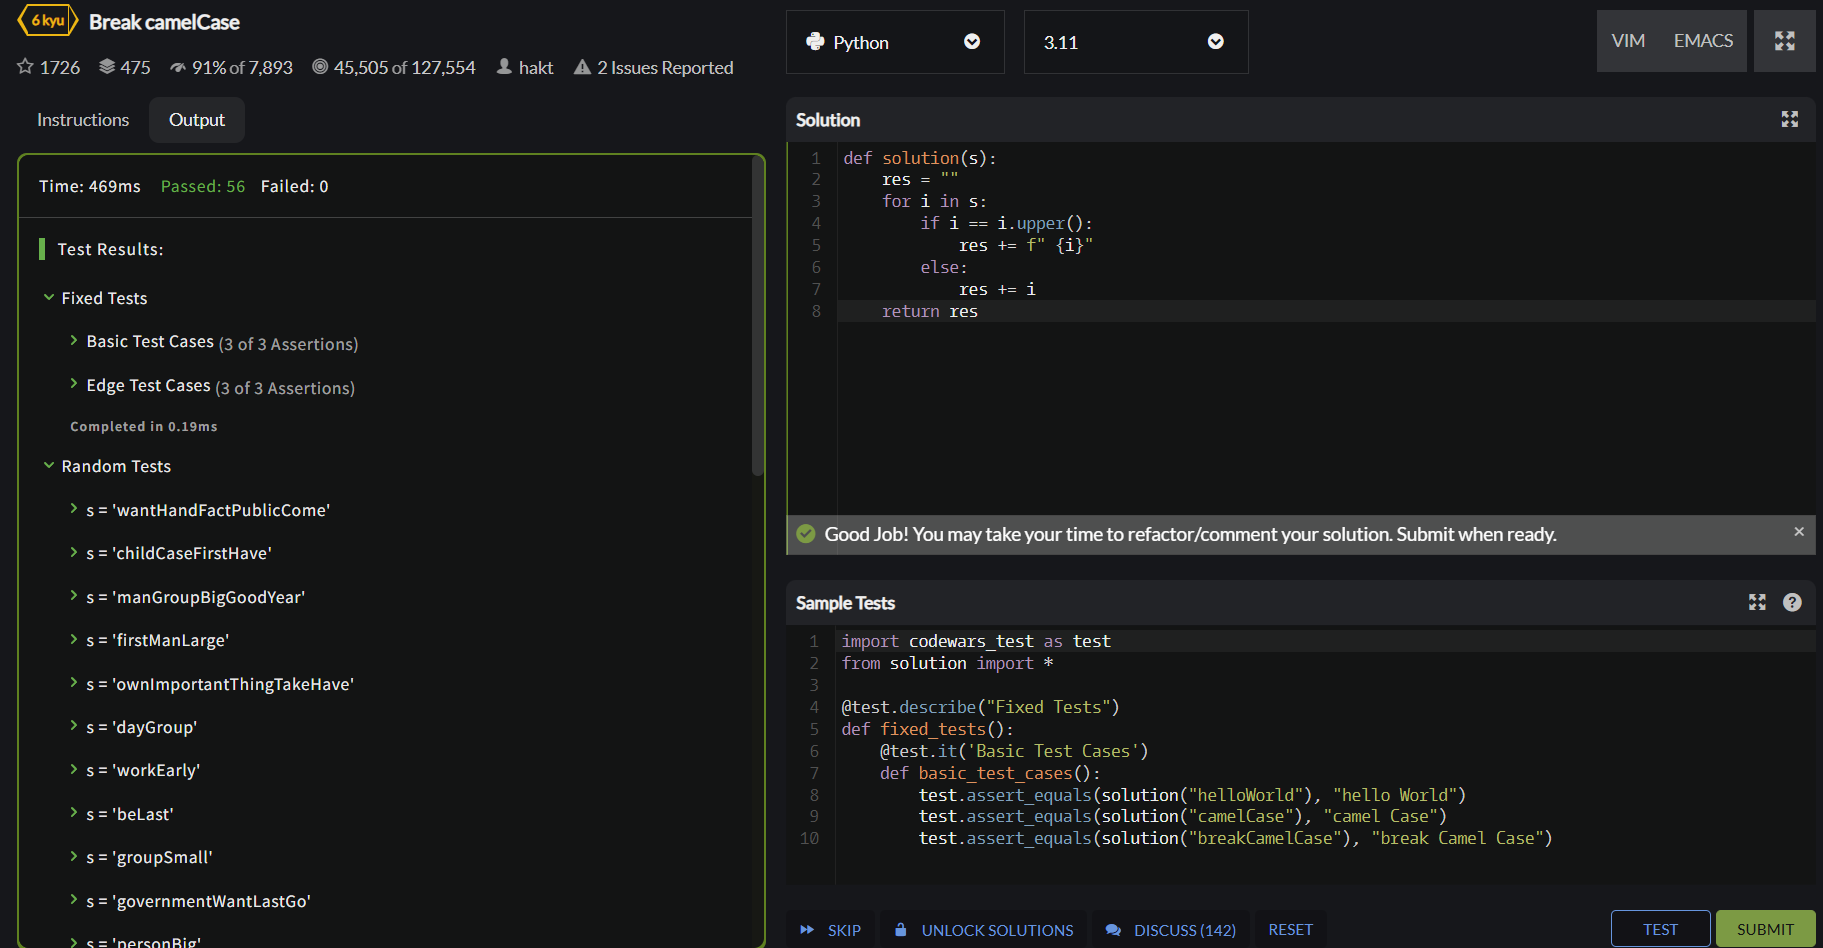 6 kyu Break camelCase
1726 475 91% of 7,893 45,505 of 127,554 hakt 2 Issues Reported
Instructions Output
Time: 469ms Passed: 56 Failed: 0
Test Results:
Fixed Tests
Basic Test Cases (3 of 3 Assertions)
Edge Test Cases (3 of 3 Assertions)
Completed in 0.19ms
Random Tests
s = 'wantHandFactPublicCome'
s = 'childCaseFirstHave'
s = 'manGroupBigGoodYear'
s = 'firstManLarge'
s = 'ownImportantThingTakeHave'
s = 'dayGroup'
s = 'workEarly'
s = 'beLast'
s = 'groupSmall'
s = 'governmentWantLastGo'
s = 'personBig'
Python 3.11 VIM EMACS
Solution
1 def solution(s):
2     res = ""
3     for i in s:
4         if i == i.upper():
5             res += f" {i}"
6         else:
7             res += i
8     return res
Good Job! You may take your time to refactor/comment your solution. Submit when ready. ×
Sample Tests ?
1 import codewars_test as test
2 from solution import *
3
4 @test.describe("Fixed Tests")
5 def fixed_tests():
6     @test.it('Basic Test Cases')
7     def basic_test_cases():
8         test.assert_equals(solution("helloWorld"), "hello World")
9         test.assert_equals(solution("camelCase"), "camel Case")
10         test.assert_equals(solution("breakCamelCase"), "break Camel Case")
SKIP UNLOCK SOLUTIONS DISCUSS (142) RESET TEST SUBMIT